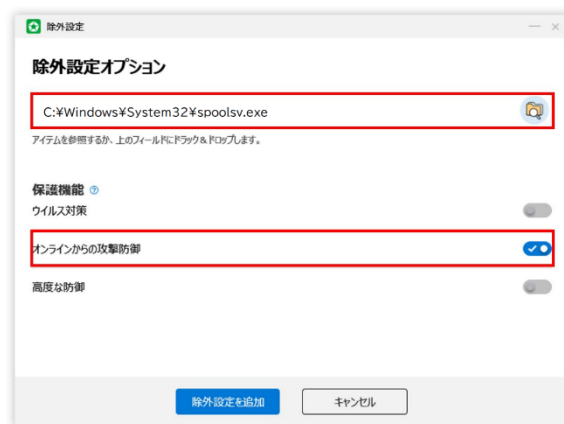 除外設定
除外設定オプション
C:¥Windows¥System32¥spoolsv.exe
アイテムを参照するか、上のフィールドにドラッグ&ドロップします。
保護機能
ウイルス対策
オンラインからの攻撃防御
高度な防御
除外設定を追加
キャンセル